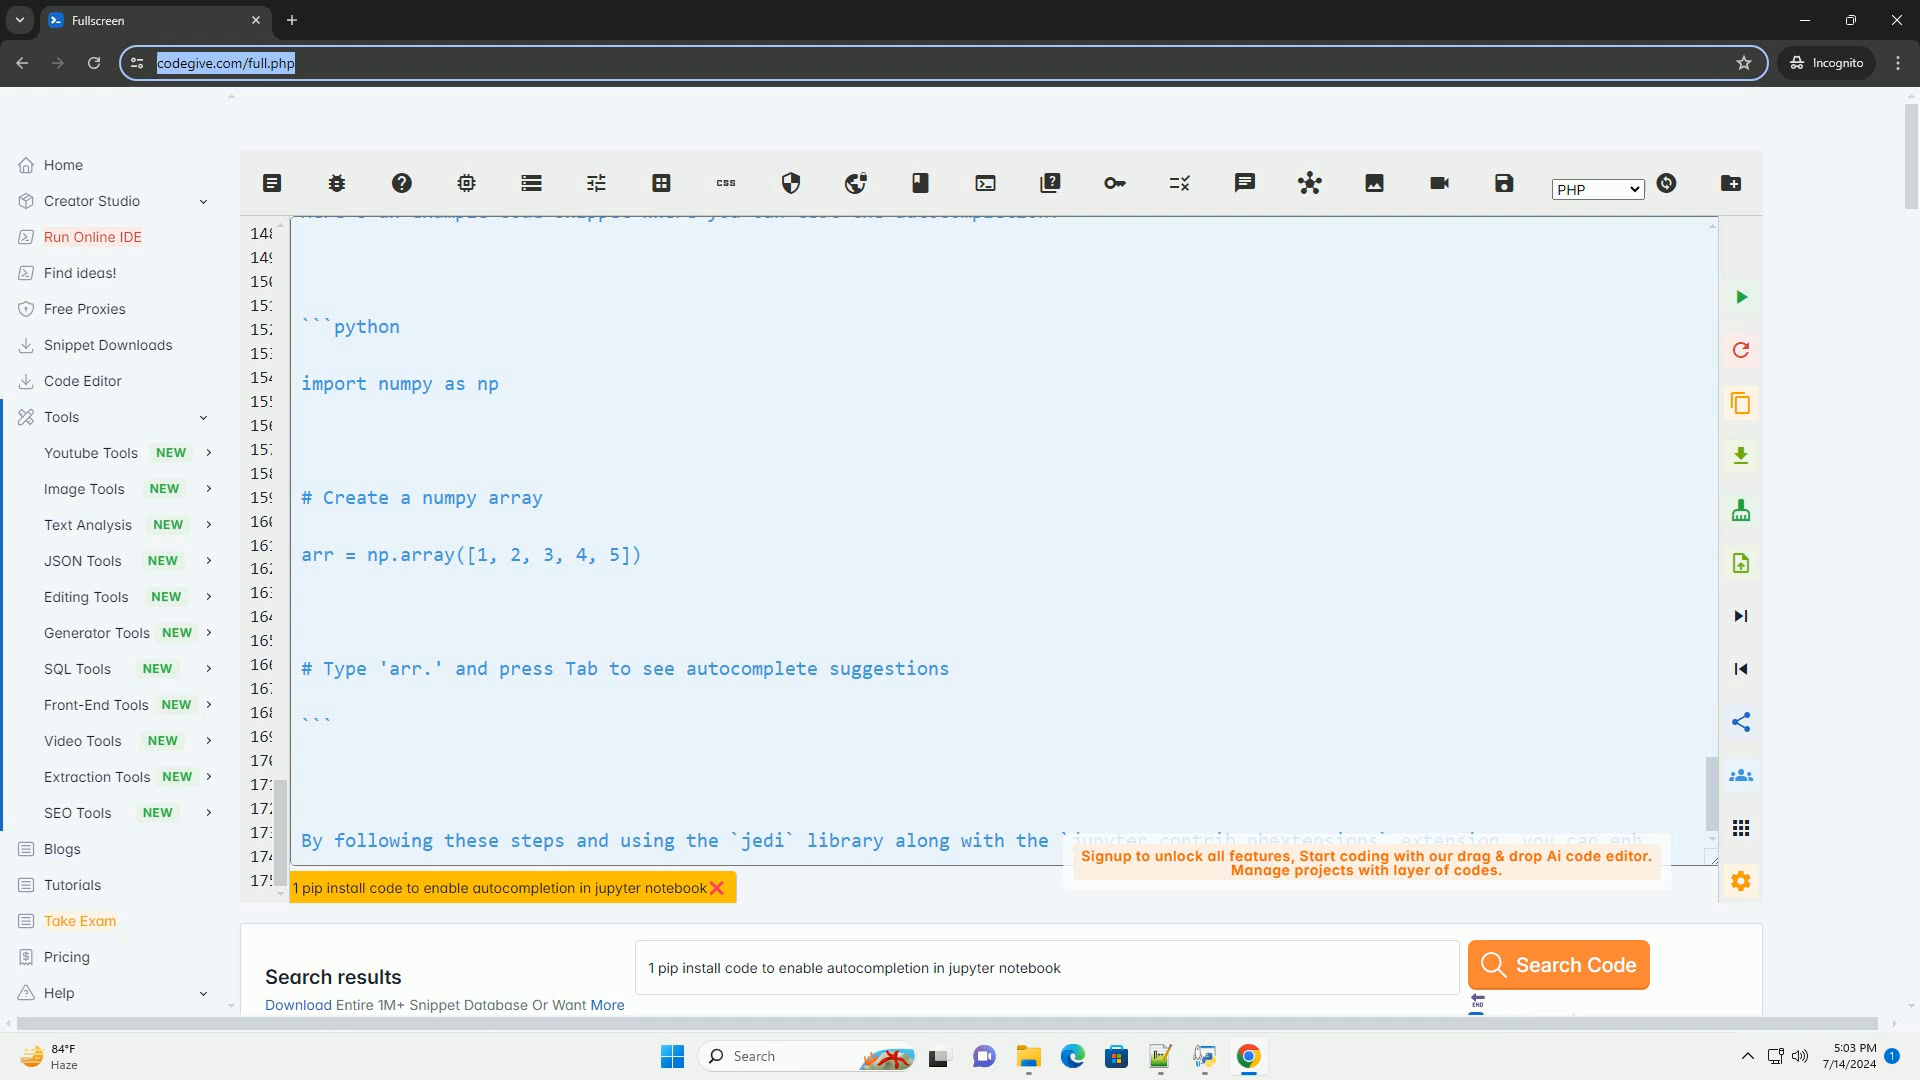 Fullscreen
codegive.com/full.php
Incognito
Home
Creator Studio
Run Online IDE
Find ideas!
Free Proxies
Snippet Downloads
Code Editor
Tools
Youtube Tools NEW
Image Tools NEW
Text Analysis NEW
JSON Tools NEW
Editing Tools NEW
Generator Tools NEW
SQL Tools NEW
Front-End Tools NEW
Video Tools NEW
Extraction Tools NEW
SEO Tools NEW
Blogs
Tutorials
Take Exam
Pricing
Help
css
PHP
```python
import numpy as np
# Create a numpy array
arr = np.array([1, 2, 3, 4, 5])
# Type 'arr.' and press Tab to see autocomplete suggestions
```
By following these steps and using the `jedi` library along with the `jupyter_contrib_nbextensions` extension, you can enh
Signup to unlock all features, Start coding with our drag & drop Ai code editor.
Manage projects with layer of codes.
1 pip install code to enable autocompletion in jupyter notebook❌
Search results
Download Entire 1M+ Snippet Database Or Want More
1 pip install code to enable autocompletion in jupyter notebook
Search Code
END
84°F
Haze
Search
5:03 PM
7/14/2024
1